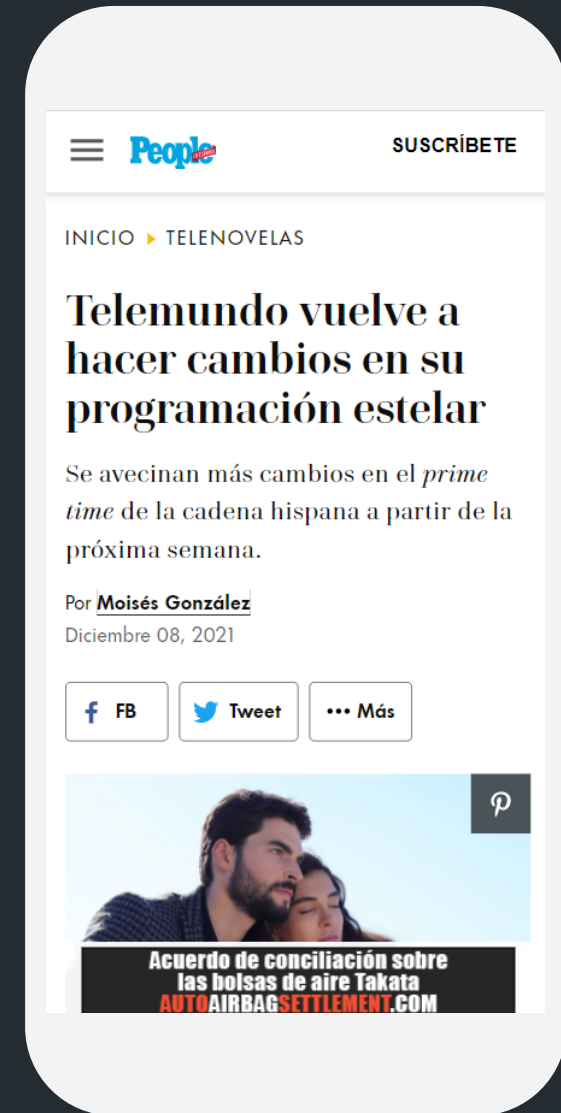 People
SUSCRÍBETE
INICIO ▸ TELENOVELAS
Telemundo vuelve a
hacer cambios en su
programación estelar
Se avecinan más cambios en el prime
time de la cadena hispana a partir de la
próxima semana.
Por Moisés González
Diciembre 08, 2021
FB
Tweet
••• Más
Acuerdo de conciliación sobre
las bolsas de aire Takata
AUTOAIRBAGSETTLEMENT.COM